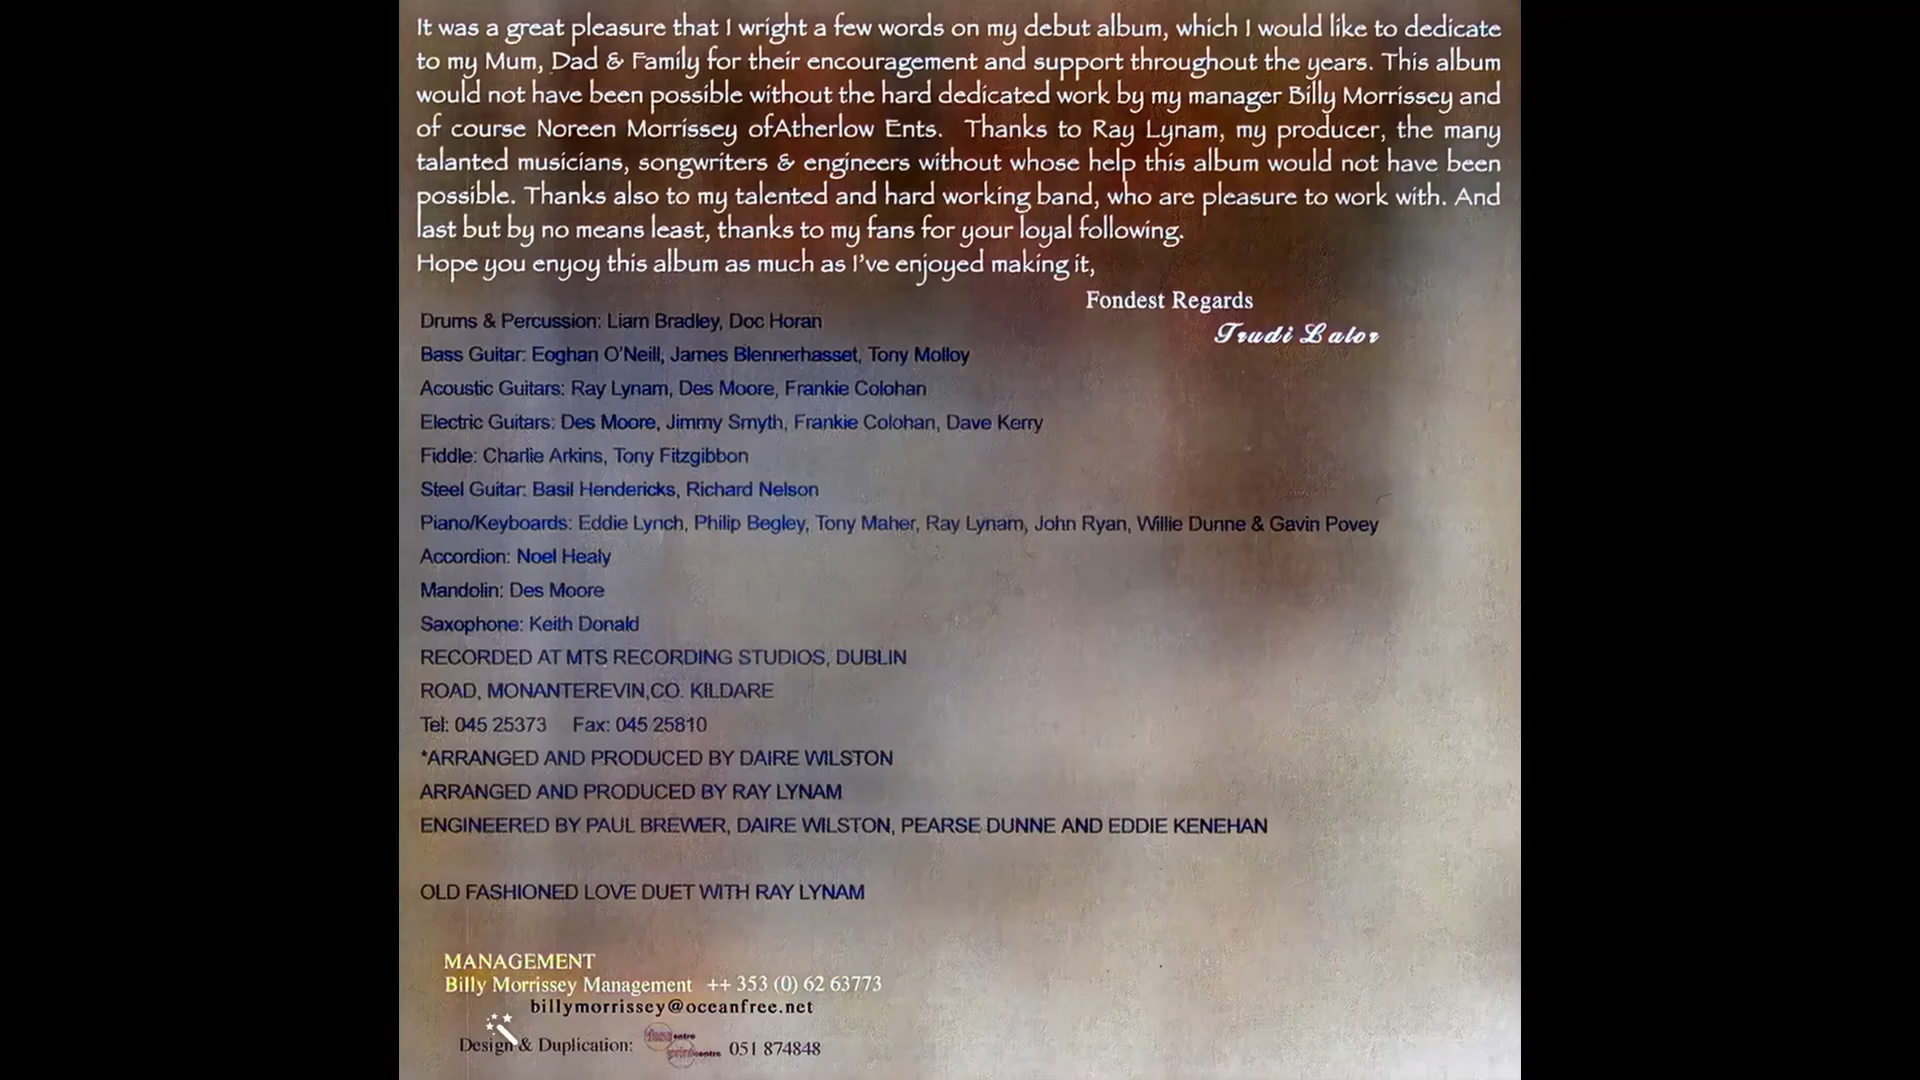 It was a great pleasure that I wright a few words on my debut album, which I would like to dedicate
to my Mum, Dad & Family for their encouragement and support throughout the years. This album
would not have been possible without the hard dedicated work by my manager Billy Morrissey and
of course Noreen Morrissey ofAtherlow Ents. Thanks to Ray Lynam, my producer, the many
talanted musicians, songwriters & engineers without whose help this album would not have been
possible. Thanks also to my talented and hard working band, who are pleasure to work with. And
last but by no means least, thanks to my fans for your loyal following.
Hope you enyoy this album as much as I've enjoyed making it,
Fondest Regards
Trudi Lalor
Drums & Percussion: Liam Bradley, Doc Horan
Bass Guitar: Eoghan O'Neill, James Blennerhasset, Tony Molloy
Acoustic Guitars: Ray Lynam, Des Moore, Frankie Colohan
Electric Guitars: Des Moore, Jimmy Smyth, Frankie Colohan, Dave Kerry
Fiddle: Charlie Arkins, Tony Fitzgibbon
Steel Guitar: Basil Hendericks, Richard Nelson
Piano/Keyboards: Eddie Lynch, Philip Begley, Tony Maher, Ray Lynam, John Ryan, Willie Dunne & Gavin Povey
Accordion: Noel Healy
Mandolin: Des Moore
Saxophone: Keith Donald
RECORDED AT MTS RECORDING STUDIOS, DUBLIN
ROAD, MONANTEREVIN,CO. KILDARE
Tel: 045 25373 Fax: 045 25810
*ARRANGED AND PRODUCED BY DAIRE WILSTON
ARRANGED AND PRODUCED BY RAY LYNAM
ENGINEERED BY PAUL BREWER, DAIRE WILSTON, PEARSE DUNNE AND EDDIE KENEHAN
OLD FASHIONED LOVE DUET WITH RAY LYNAM
MANAGEMENT
Billy Morrissey Management ++ 353 (0) 62 63773
billymorrissey@oceanfree.net
Design & Duplication: 051 874848